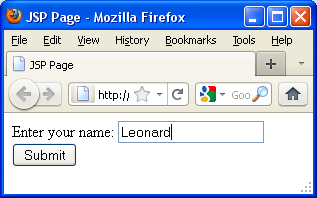 JSP Page - Mozilla Firefox
File Edit View History Bookmarks Tools Help
JSP Page
http:/ Goo
Enter your name: Leonard
Submit